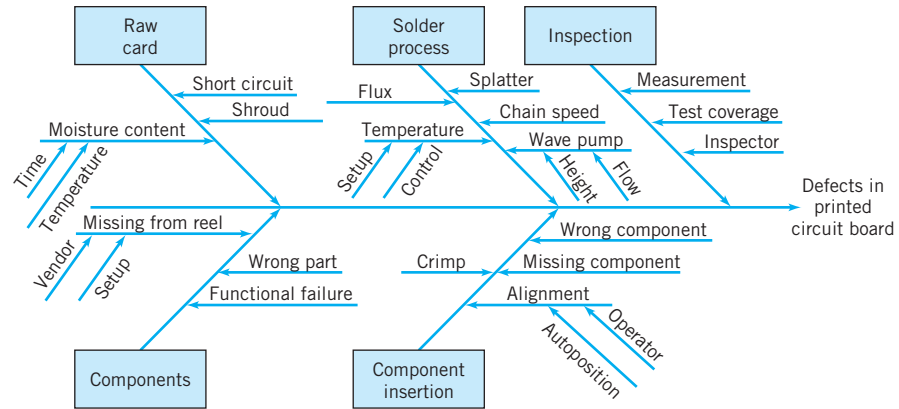 Raw
card
Solder
process
Inspection
Short circuit
Shroud
Moisture content
Time
Temperature
Flux
Splatter
Chain speed
Temperature
Setup
Control
Wave pump
Height
Flow
Measurement
Test coverage
Inspector
Defects in
printed
circuit board
Missing from reel
Vendor
Setup
Wrong part
Functional failure
Components
Wrong component
Crimp
Missing component
Alignment
Autoposition
Operator
Component
insertion